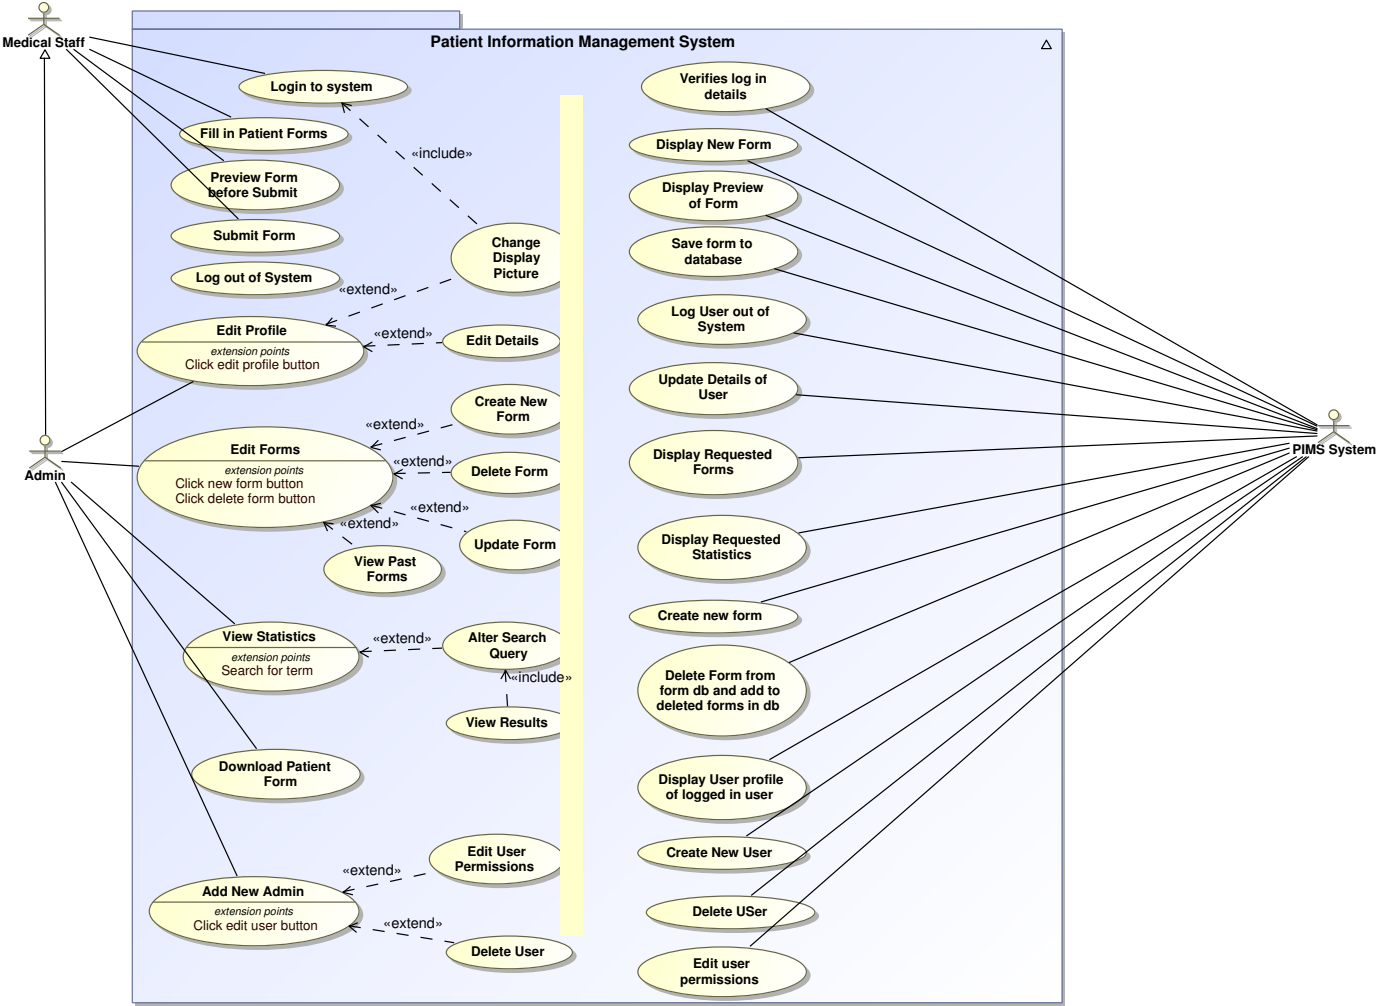 Medical Staff
Patient Information Management System
Login to system
Fill in Patient Forms
«include»
Preview Form
before Submit
Submit Form
Change
Display
Picture
Log out of System
«extend»
Edit Profile
extension points
Click edit profile button
«extend»
Edit Details
Create New
Form
«extend»
Edit Forms
extension points
Click new form button
Click delete form button
«extend»
Delete Form
«extend»
Update Form
«extend»
View Past
Forms
Admin
View Statistics
extension points
Search for term
«extend»
Alter Search
Query
«include»
View Results
Download Patient
Form
Edit User
Permissions
«extend»
Add New Admin
extension points
Click edit user button
«extend»
Delete User
Verifies log in
details
Display New Form
Display Preview
of Form
Save form to
database
Log User out of
System
Update Details of
User
Display Requested
Forms
Display Requested
Statistics
Create new form
Delete Form from
form db and add to
deleted forms in db
Display User profile
of logged in user
Create New User
Delete USer
Edit user
permissions
PIMS System